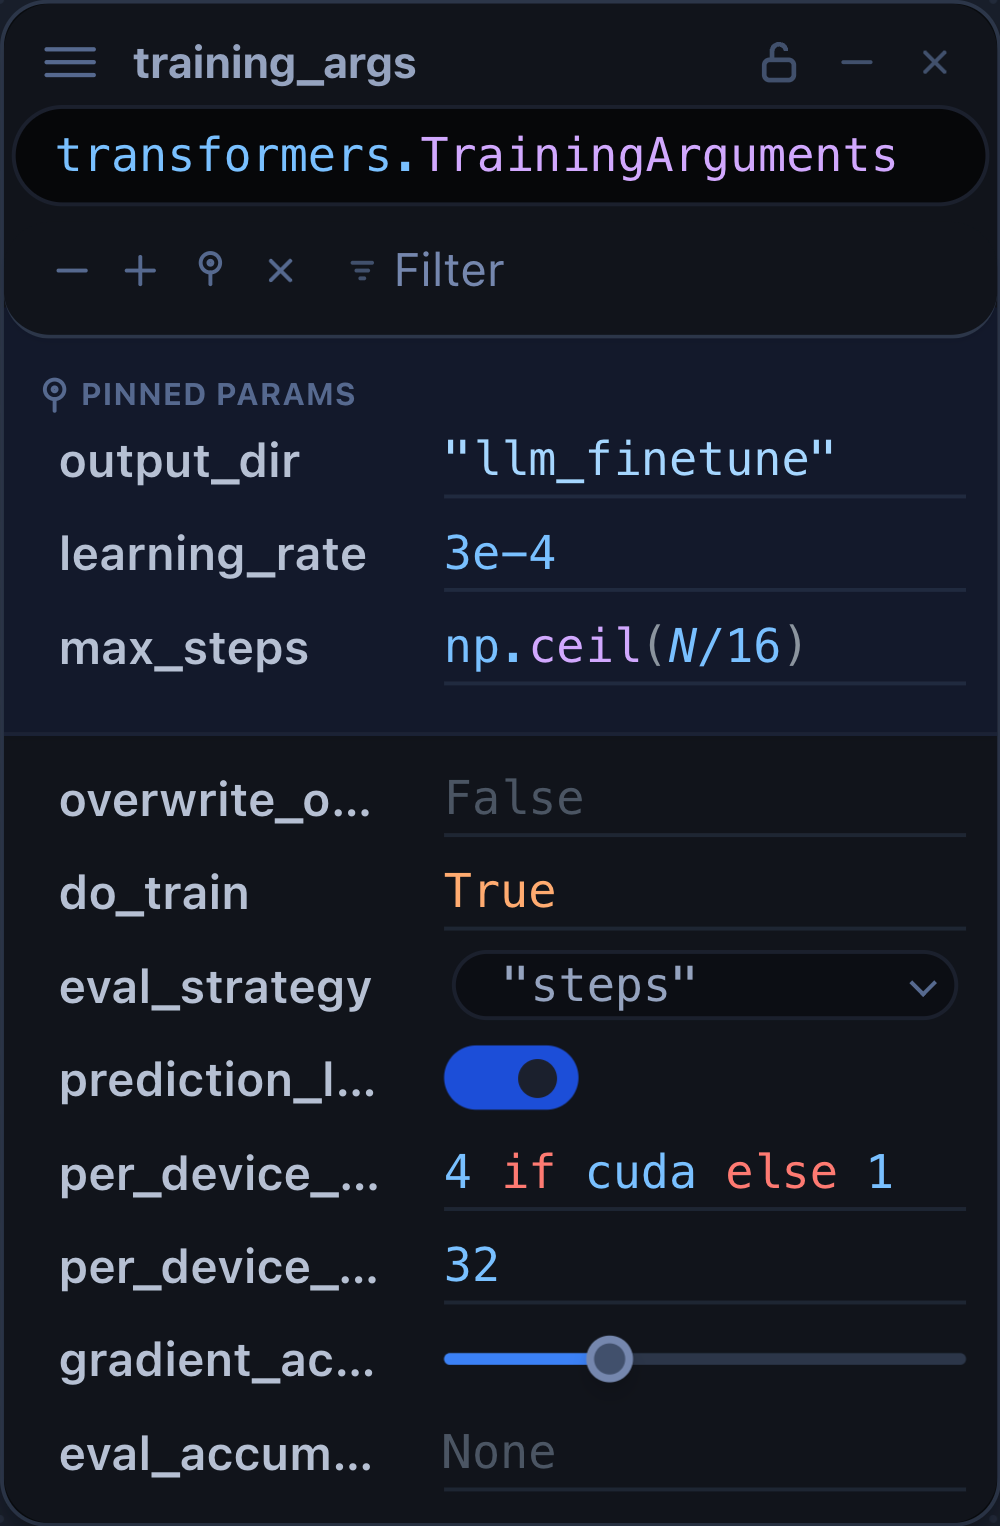 training_args
transformers.TrainingArguments
Filter
PINNED PARAMS
output_dir "llm_finetune"
learning_rate 3e-4
max_steps np.ceil(N/16)
overwrite_o... False
do_train True
eval_strategy "steps"
prediction_l...
per_device_... 4 if cuda else 1
per_device_... 32
gradient_ac...
eval_accum... None